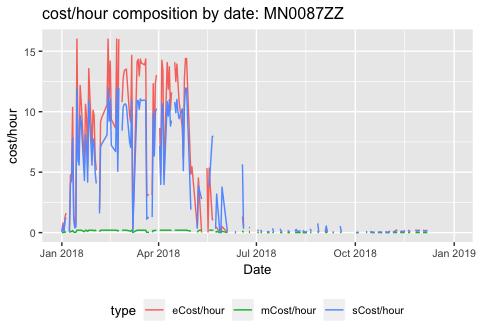 cost/hour composition by date: MN0087ZZ
15
10
5
0
cost/hour
Jan 2018 Apr 2018 Jul 2018 Oct 2018 Jan 2019
Date
type eCost/hour mCost/hour sCost/hour